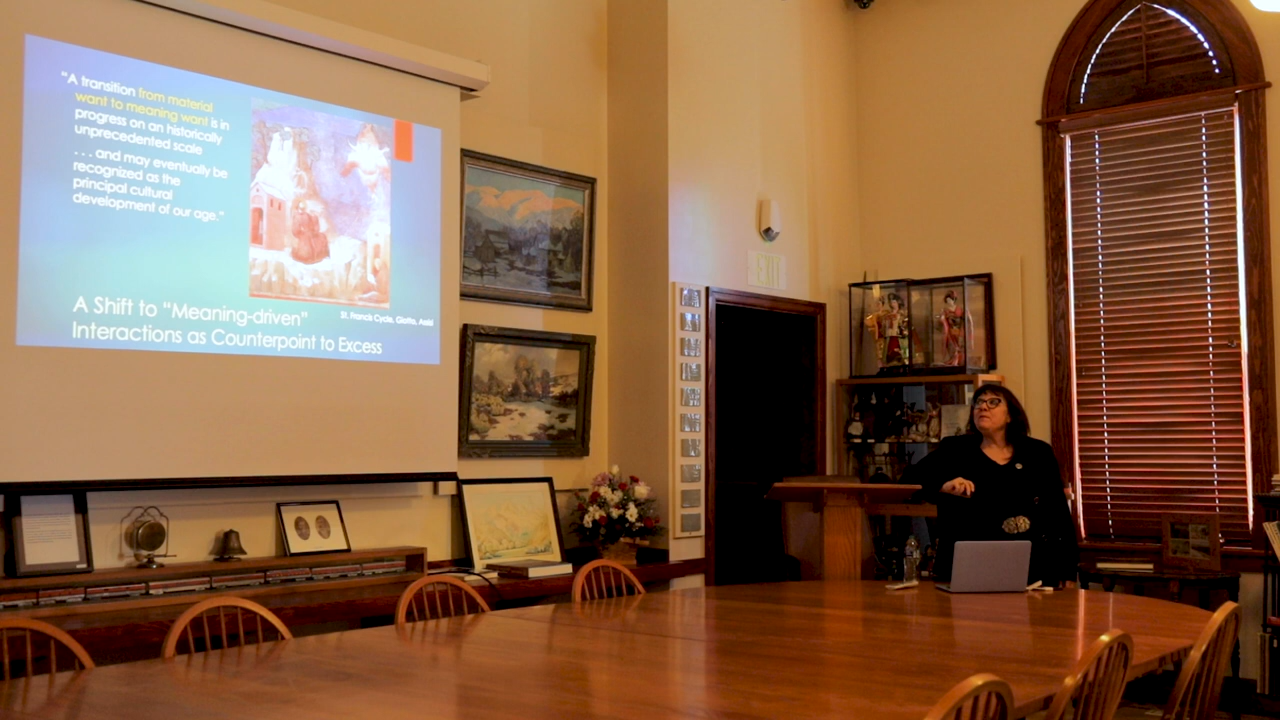 “A transition from material
want to meaning want is in
progress on an historically
unprecedented scale
. . . and may eventually be
recognized as the
principal cultural
development of our age.”
St. Francis Cycle, Giotto, Assisi
A Shift to “Meaning-driven”
Interactions as Counterpoint to Excess
EXIT